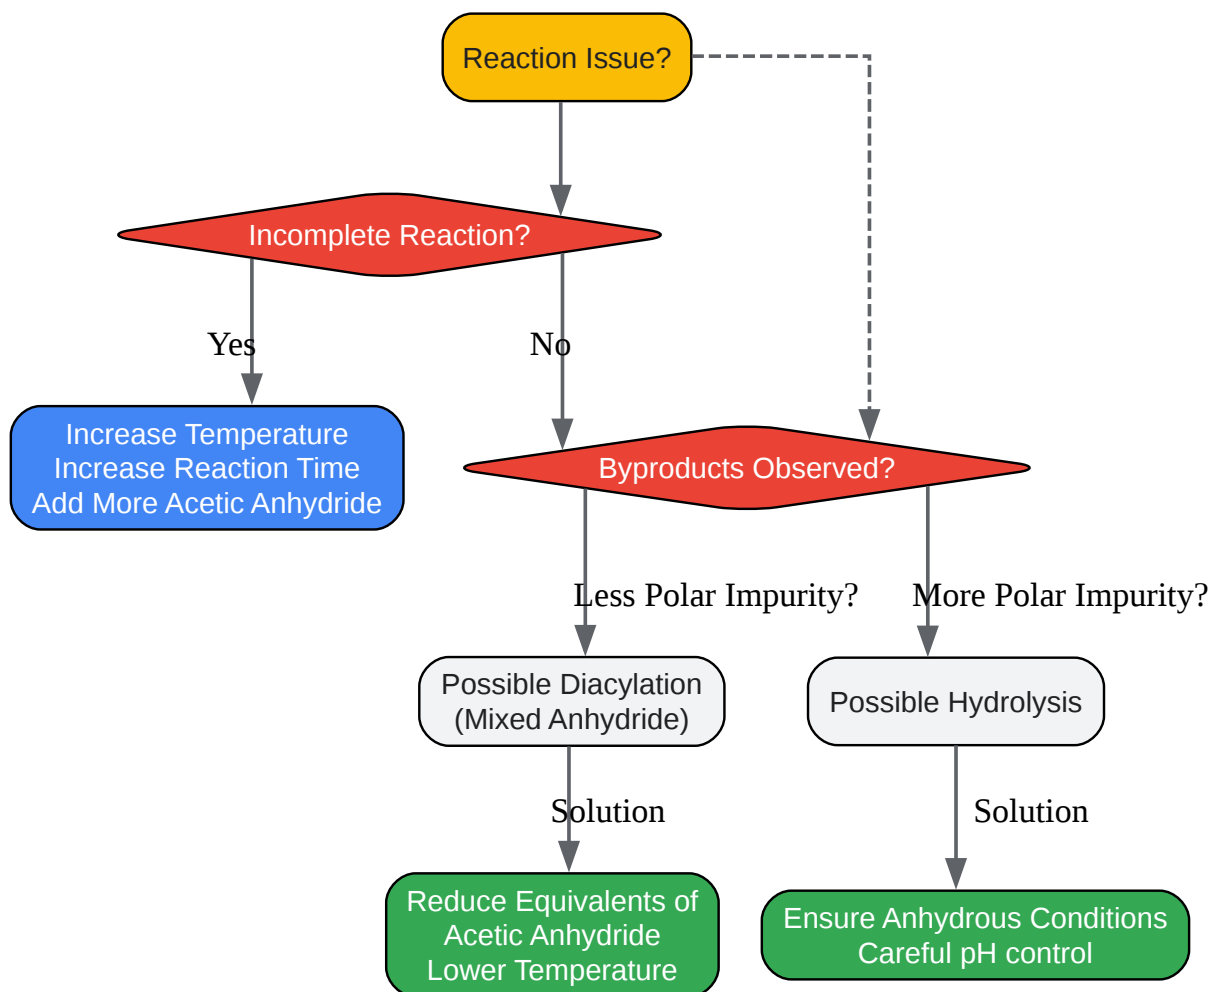 Reaction Issue?
Incomplete Reaction?
Yes
No
Increase Temperature
Increase Reaction Time
Add More Acetic Anhydride
Byproducts Observed?
Less Polar Impurity?
More Polar Impurity?
Possible Diacylation
(Mixed Anhydride)
Possible Hydrolysis
Solution
Solution
Reduce Equivalents of
Acetic Anhydride
Lower Temperature
Ensure Anhydrous Conditions
Careful pH control